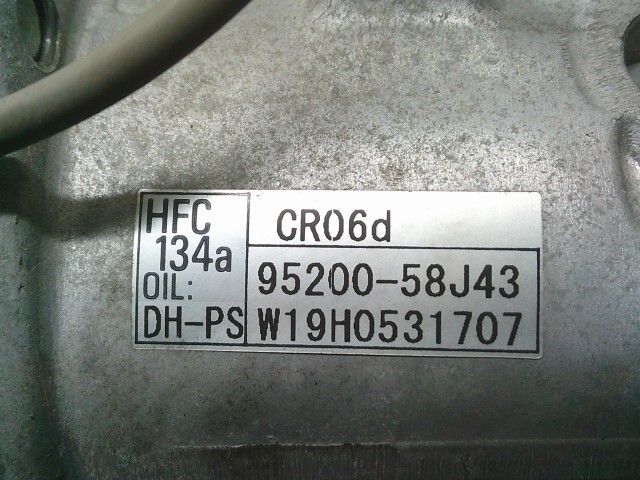 HFC
134a
OIL:
DH-PS
CR06d
95200-58J43
W19H0531707